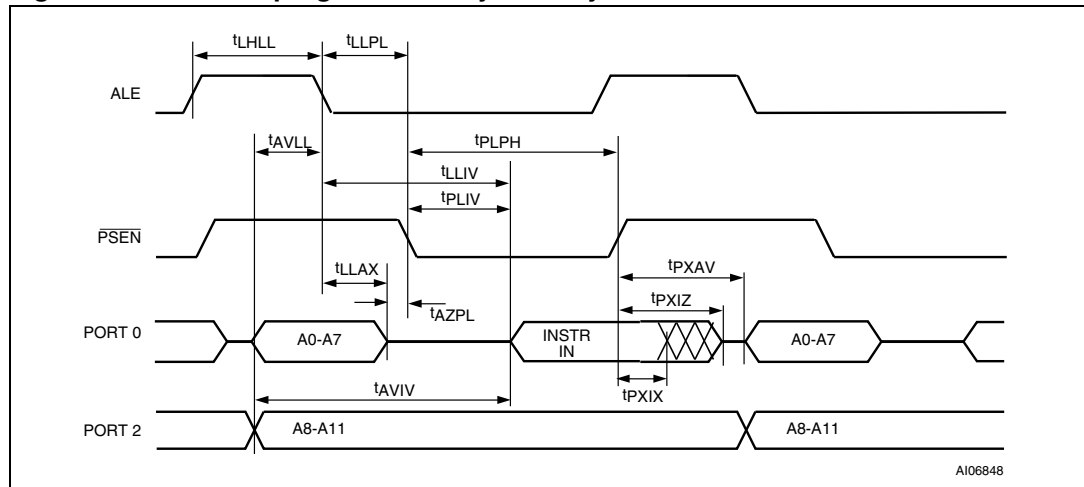 tLHLL tLLPL
ALE
tAVLL tPLPH
tLLIV
tPLIV
PSEN
tLLAX tPXAV
tAZPL tPXIZ
PORT 0 A0-A7 INSTR IN A0-A7
tPXIX
tAVIV
PORT 2 A8-A11 A8-A11
AI06848